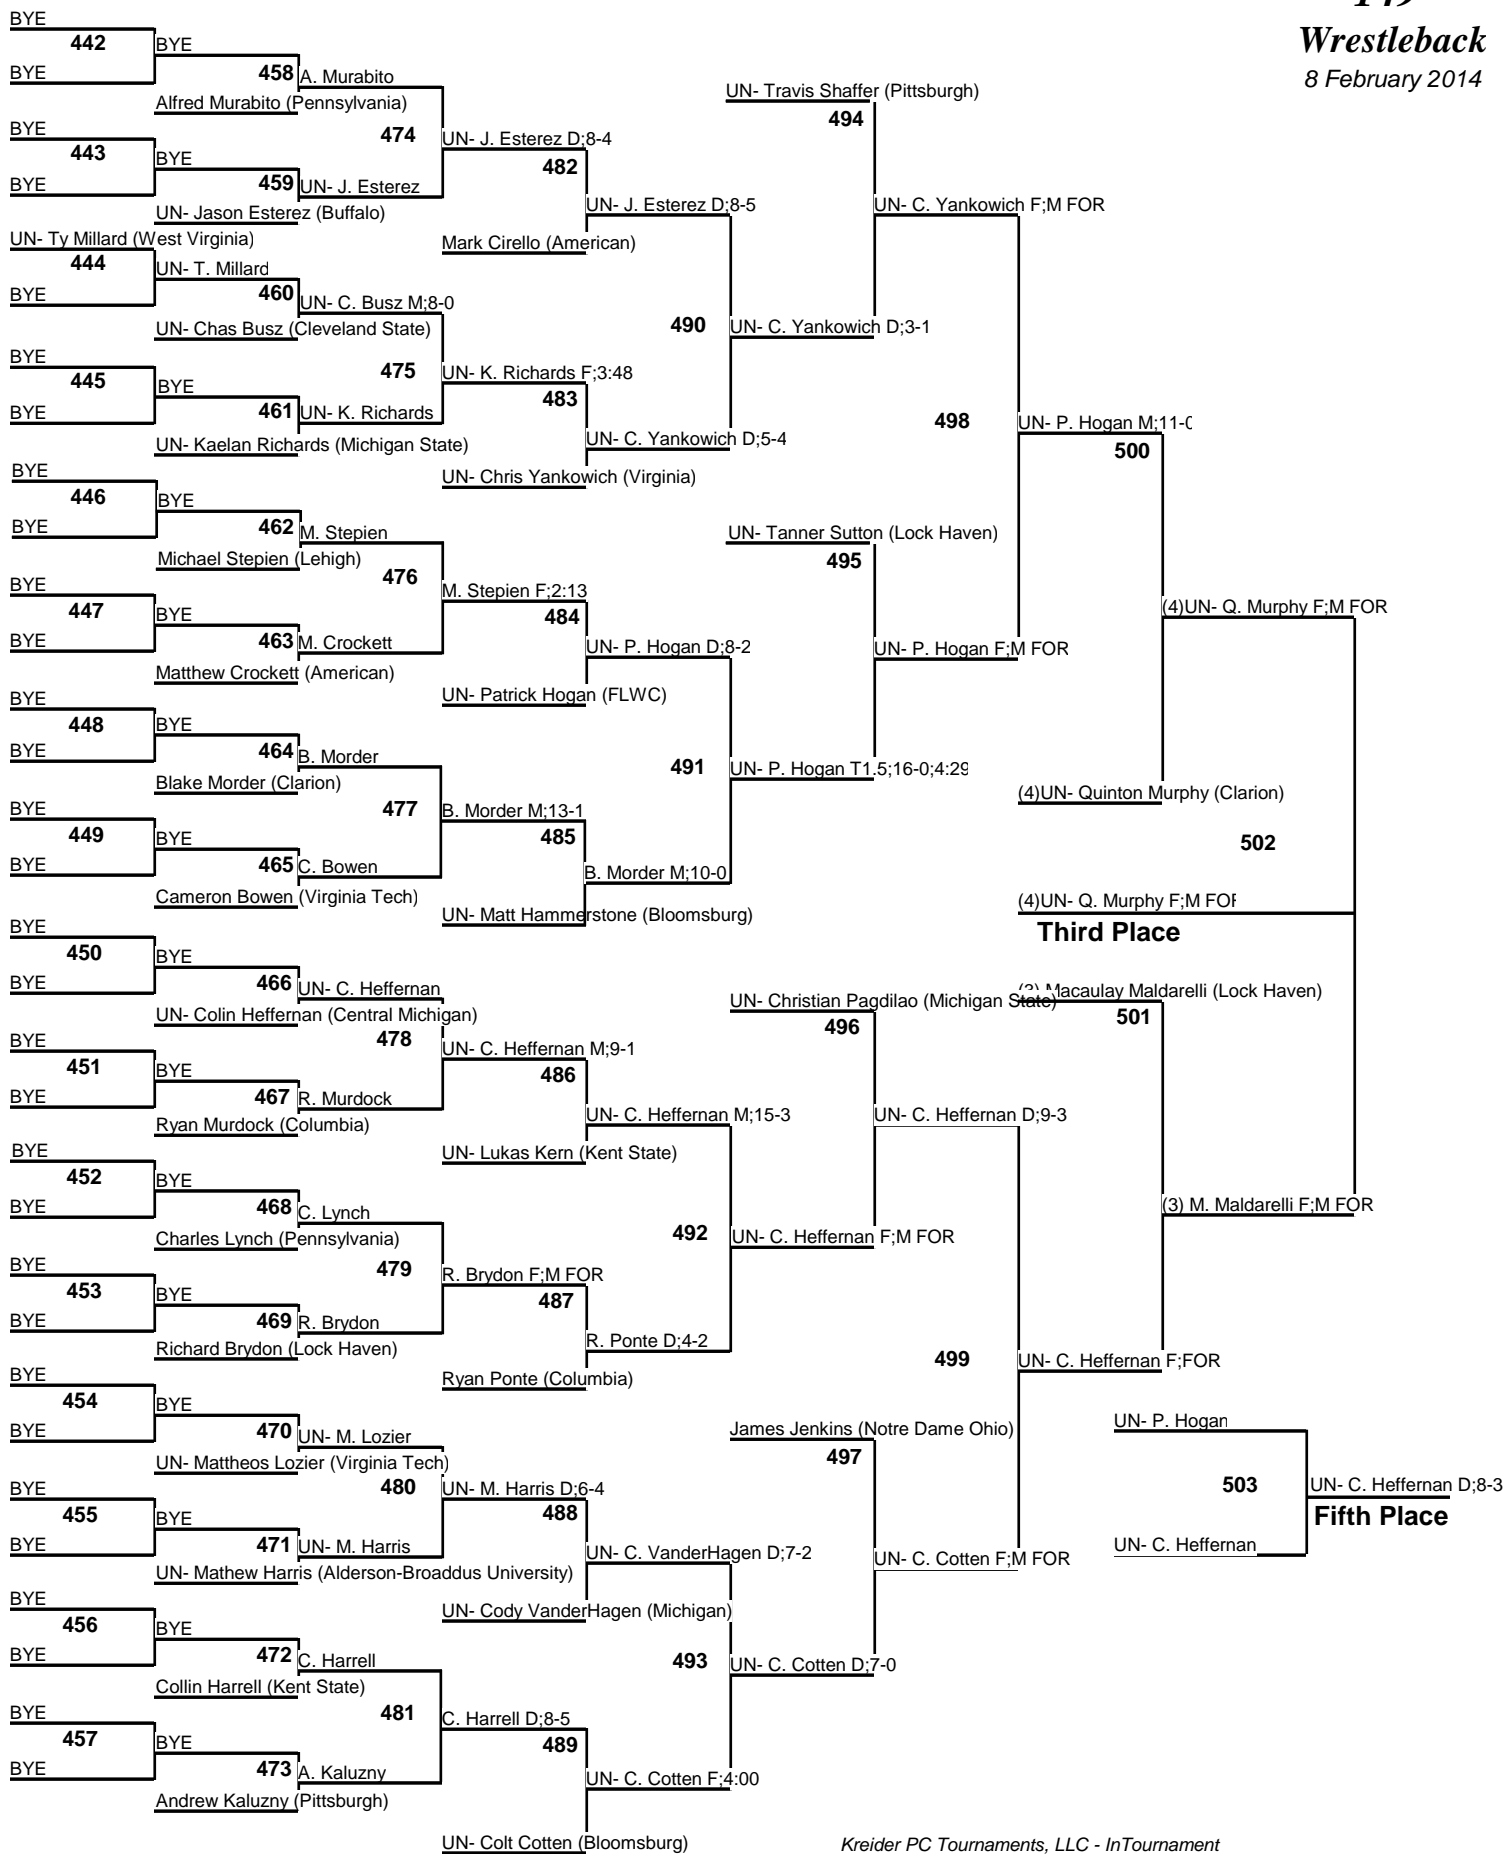 Wrestleback
8 February 2014
BYE
442
BYE
BYE
458
A. Murabito
Alfred Murabito (Pennsylvania)
474
BYE
443
BYE
BYE
459
UN- J. Esterez
UN- Jason Esterez (Buffalo)
UN- J. Esterez D;8-4
482
UN- J. Esterez D;8-5
Mark Cirello (American)
UN- Ty Millard (West Virginia)
444
BYE
UN- T. Millard
460
UN- C. Busz M;8-0
UN- Chas Busz (Cleveland State)
475
BYE
445
BYE
BYE
461
UN- K. Richards
UN- Kaelan Richards (Michigan State)
UN- K. Richards F;3:48
483
UN- C. Yankowich D;5-4
UN- Chris Yankowich (Virginia)
490
UN- C. Yankowich D;3-1
UN- Travis Shaffer (Pittsburgh)
494
UN- C. Yankowich F;M FOR
BYE
446
BYE
BYE
462
M. Stepien
Michael Stepien (Lehigh)
476
BYE
447
BYE
BYE
463
M. Crockett
Matthew Crockett (American)
M. Stepien F;2:13
484
UN- P. Hogan D;8-2
UN- Patrick Hogan (FLWC)
BYE
448
BYE
BYE
464
B. Morder
Blake Morder (Clarion)
477
BYE
449
BYE
BYE
465
C. Bowen
Cameron Bowen (Virginia Tech)
B. Morder M;13-1
485
B. Morder M;10-0
UN- Matt Hammerstone (Bloomsburg)
491
UN- P. Hogan T1.5;16-0;4:29
UN- Tanner Sutton (Lock Haven)
495
UN- P. Hogan F;M FOR
498
UN- P. Hogan M;11-0
500
(4)UN- Q. Murphy F;M FOR
(4)UN- Quinton Murphy (Clarion)
502
(4)UN- Q. Murphy F;M FOR
Third Place
BYE
450
BYE
BYE
466
UN- C. Heffernan
UN- Colin Heffernan (Central Michigan)
478
BYE
451
BYE
BYE
467
R. Murdock
Ryan Murdock (Columbia)
UN- C. Heffernan M;9-1
486
UN- C. Heffernan M;15-3
UN- Lukas Kern (Kent State)
BYE
452
BYE
BYE
468
C. Lynch
Charles Lynch (Pennsylvania)
479
BYE
453
BYE
BYE
469
R. Brydon
Richard Brydon (Lock Haven)
R. Brydon F;M FOR
487
R. Ponte D;4-2
Ryan Ponte (Columbia)
492
UN- C. Heffernan F;M FOR
UN- Christian Pagdilao (Michigan State)
496
UN- C. Heffernan D;9-3
(3) Macaulay Maldarelli (Lock Haven)
501
(3) M. Maldarelli F;M FOR
BYE
454
BYE
BYE
470
UN- M. Lozier
UN- Mattheos Lozier (Virginia Tech)
480
BYE
455
BYE
BYE
471
UN- M. Harris
UN- Mathew Harris (Alderson-Broaddus University)
UN- M. Harris D;6-4
488
UN- C. VanderHagen D;7-2
UN- Cody VanderHagen (Michigan)
BYE
456
BYE
BYE
472
C. Harrell
Collin Harrell (Kent State)
481
BYE
457
BYE
BYE
473
A. Kaluzny
Andrew Kaluzny (Pittsburgh)
C. Harrell D;8-5
489
UN- C. Cotten F;4:00
UN- Colt Cotten (Bloomsburg)
493
UN- C. Cotten D;7-0
James Jenkins (Notre Dame Ohio)
497
UN- C. Cotten F;M FOR
499
UN- C. Heffernan F;FOR
UN- P. Hogan
503
UN- C. Heffernan
UN- C. Heffernan D;8-3
Fifth Place
Kreider PC Tournaments, LLC - InTournament